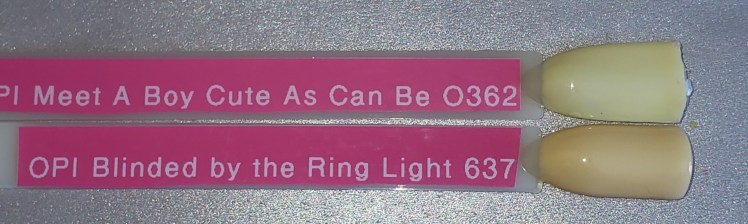 PI Meet A Boy Cute As Can Be O362
OPI Blinded by the Ring Light 637